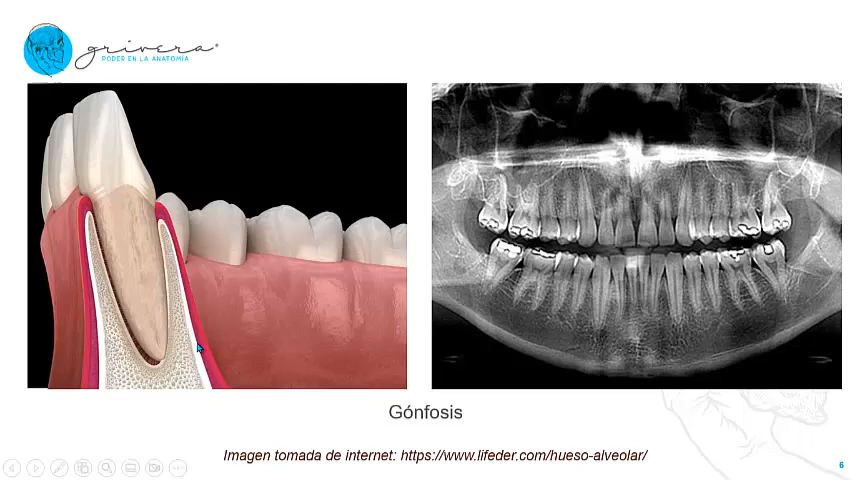 grivera®
PODER EN LA ANATOMÍA
Gónfosis
Imagen tomada de internet: https://www.lifeder.com/hueso-alveolar/
6